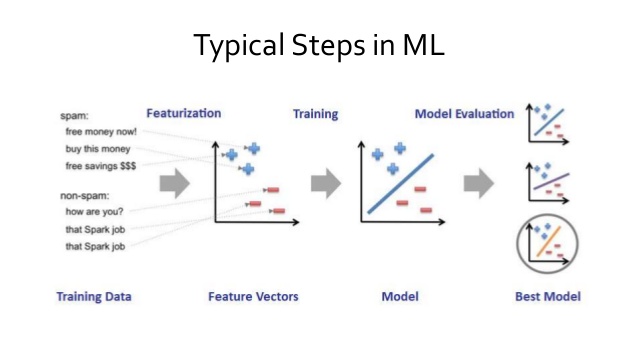 Typical Steps in ML
Featurization
Training
Model Evaluation
spam:
free money now!
buy this money
free savings $$$
non-spam:
how are you?
that Spark job
that Spark job
Training Data
Feature Vectors
Model
Best Model